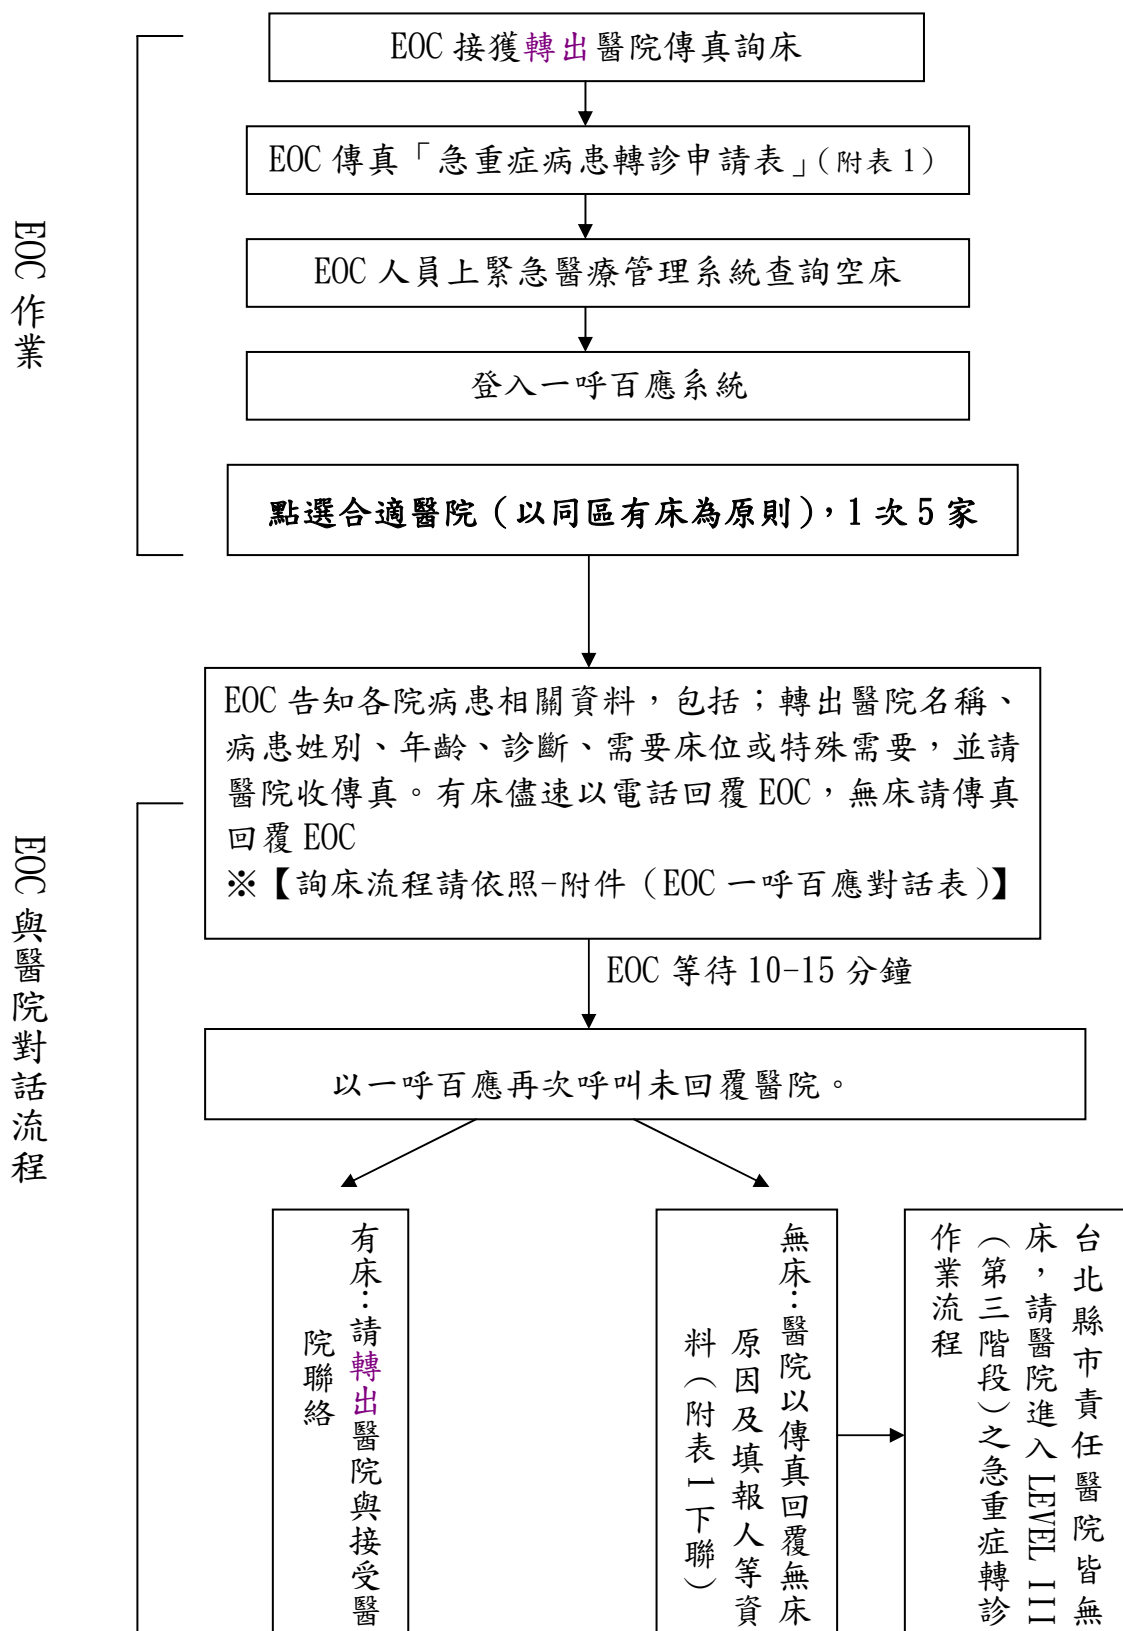 EOC 接獲轉出醫院傳真詢床
EOC 傳真「急重症病患轉診申請表」(附表 1)
EOC 人員上緊急醫療管理系統查詢空床
登入一呼百應系統
點選合適醫院（以同區有床為原則），1 次 5 家
EOC 作業
EOC 告知各院病患相關資料，包括；轉出醫院名稱、
病患姓別、年齡、診斷、需要床位或特殊需要，並請
醫院收傳真。有床儘速以電話回覆 EOC，無床請傳真
回覆 EOC
※【詢床流程請依照-附件（EOC 一呼百應對話表）】
EOC 等待 10-15 分鐘
以一呼百應再次呼叫未回覆醫院。
EOC 與醫院對話流程
有床：請轉出醫院與接受醫
院聯絡
無床：醫院以傳真回覆無床
原因及填報人等資
料（附表 1 下聯）
台北縣市責任醫院皆無
床，請醫院進入 LEVEL III
（第三階段）之急重症轉診
作業流程